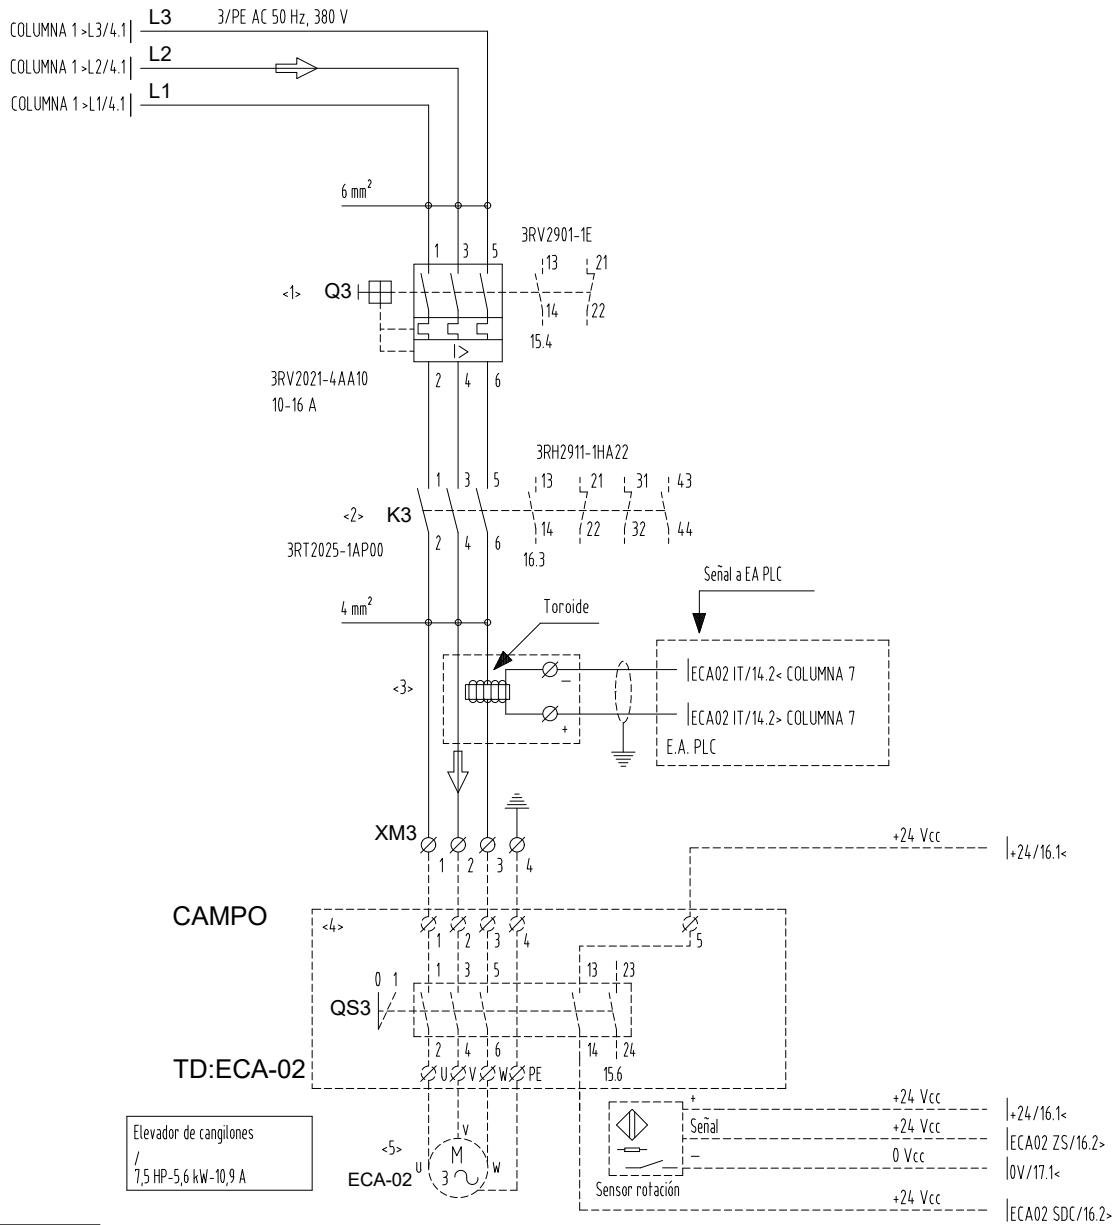 L3 3/PE AC 50 Hz, 380 V
COLUMNA 1 >L3/4.1
L2
COLUMNA 1 >L2/4.1
L1
COLUMNA 1 >L1/4.1
6 mm²
3RV2901-1E
1 3 5 13 21
<1> Q3
14 22
15.4
3RV2021-4AA10 2 4 6
10-16 A
3RH2911-1HA22
1 3 5 13 21 31 43
<2> K3
14 22 32 44
3RT2025-1AP00 2 4 6
16.3
Señal a EA PLC
4 mm²
Toroide
<3>
-
ECA02 IT/14.2< COLUMNA 7
+
ECA02 IT/14.2> COLUMNA 7
E.A. PLC
XM3
1 2 3 4
+24 Vcc
+24/16.1<
CAMPO
<4>
1 2 3 4 5
0 1
1 3 5 13 23
QS3
2 4 6 14 24
TD:ECA-02
U V W PE 15.6
Elevador de cangilones
/
7,5 HP-5,6 kW-10,9 A
<5>
ECA-02
U V W
M
3
+
Señal
-
Sensor rotación
+24 Vcc
+24/16.1<
+24 Vcc
ECA02 ZS/16.2>
0 Vcc
0V/17.1<
+24 Vcc
ECA02 SDC/16.2>